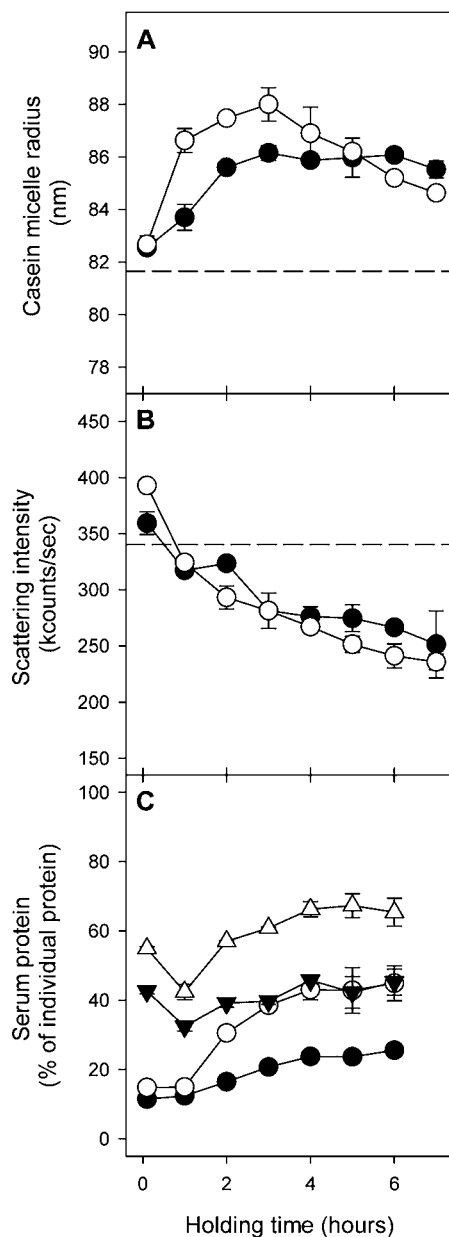 A
90
88
86
84
82
80
78
Casein micelle radius
(nm)
B
450
400
350
300
250
200
150
Scattering intensity
(kcounts/sec)
C
100
80
60
40
20
0
Serum protein
(% of individual protein)
0 2 4 6
Holding time (hours)